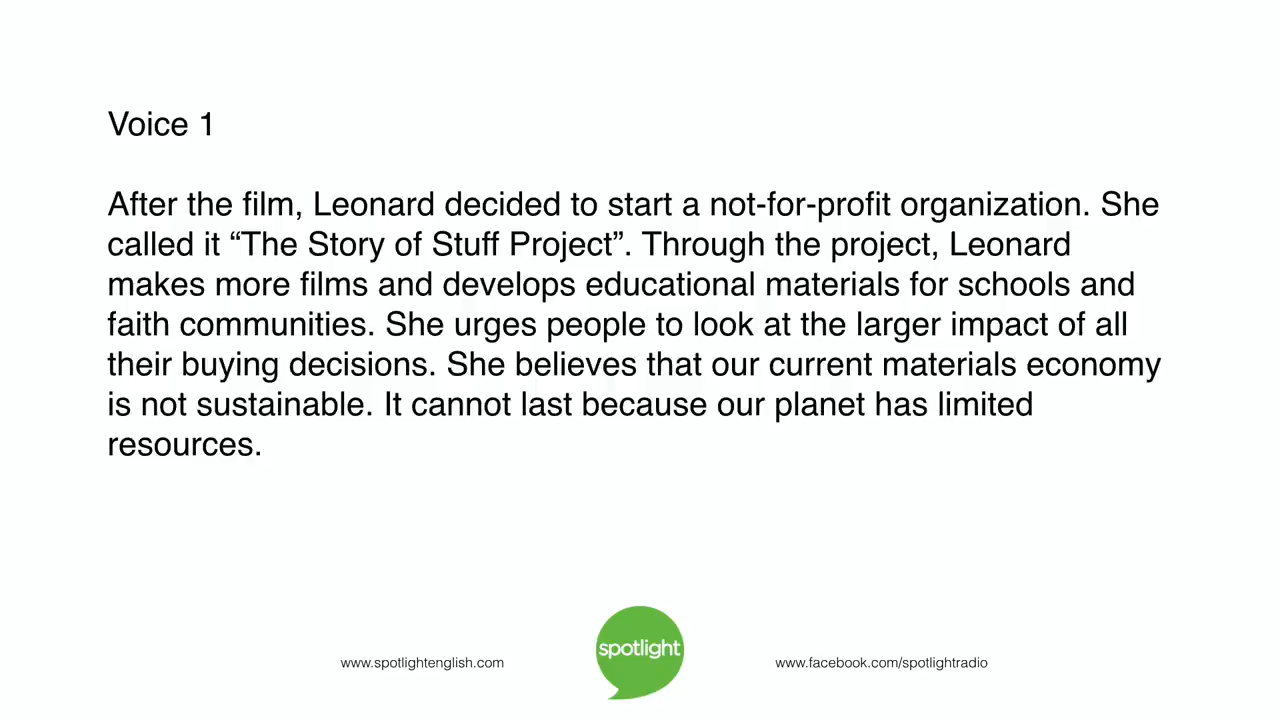 Voice 1
After the film, Leonard decided to start a not-for-profit organization. She
called it “The Story of Stuff Project”. Through the project, Leonard
makes more films and develops educational materials for schools and
faith communities. She urges people to look at the larger impact of all
their buying decisions. She believes that our current materials economy
is not sustainable. It cannot last because our planet has limited
resources.
spotlight
www.spotlightenglish.com
www.facebook.com/spotlightradio